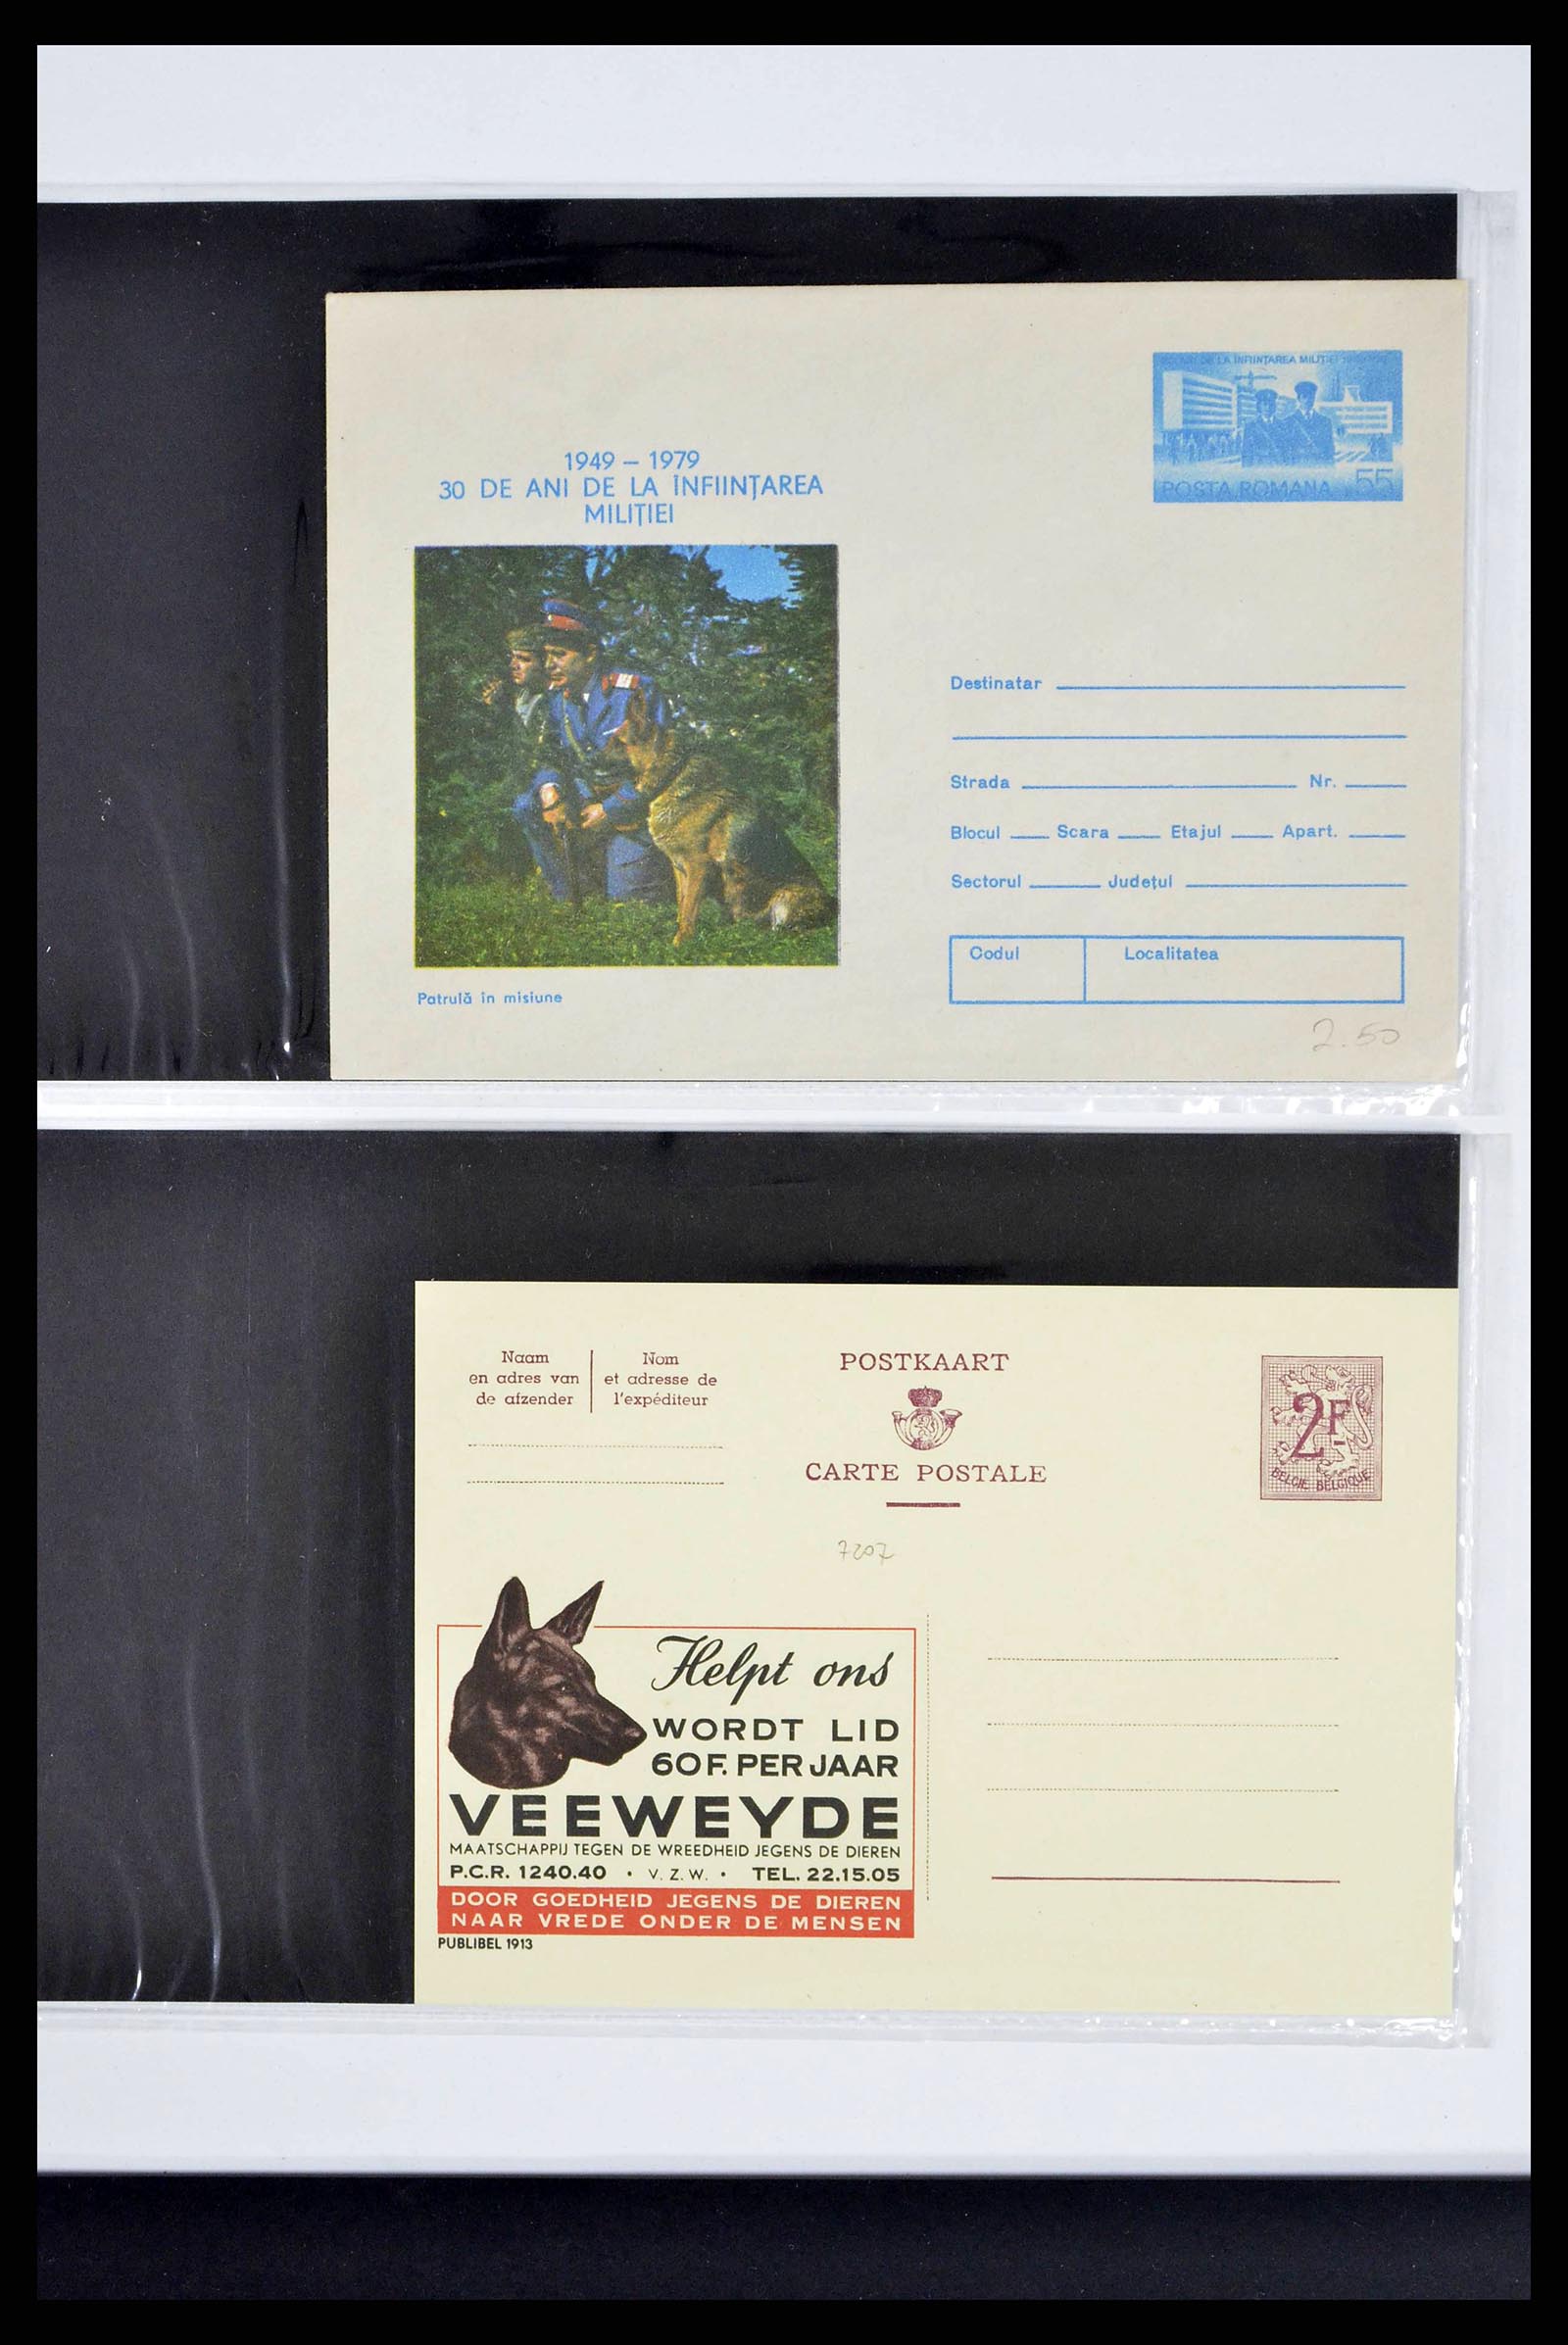 INFIINȚAREA MILIȚIEI
POSTA ROMANA 55
1949 – 1979
30 DE ANI DE LA ÎNFIINȚAREA
MILIȚIEI
Patrulă în misiune
Destinatar
Strada Nr.
Blocul Scara Etajul Apart.
Sectorul Județul
Codul Localitatea
2.50
Naam
en adres van
de afzender
Nom
et adresse de
l'expéditeur
POSTKAART
CARTE POSTALE
2F
BELGIE BELGIQUE
7207
Helpt ons
WORDT LID
60 F. PER JAAR
VEEWEYDE
MAATSCHAPPIJ TEGEN DE WREEDHEID JEGENS DE DIEREN
P.C.R. 1240.40 • V.Z.W. • TEL. 22.15.05
DOOR GOEDHEID JEGENS DE DIEREN
NAAR VREDE ONDER DE MENSEN
PUBLIBEL 1913